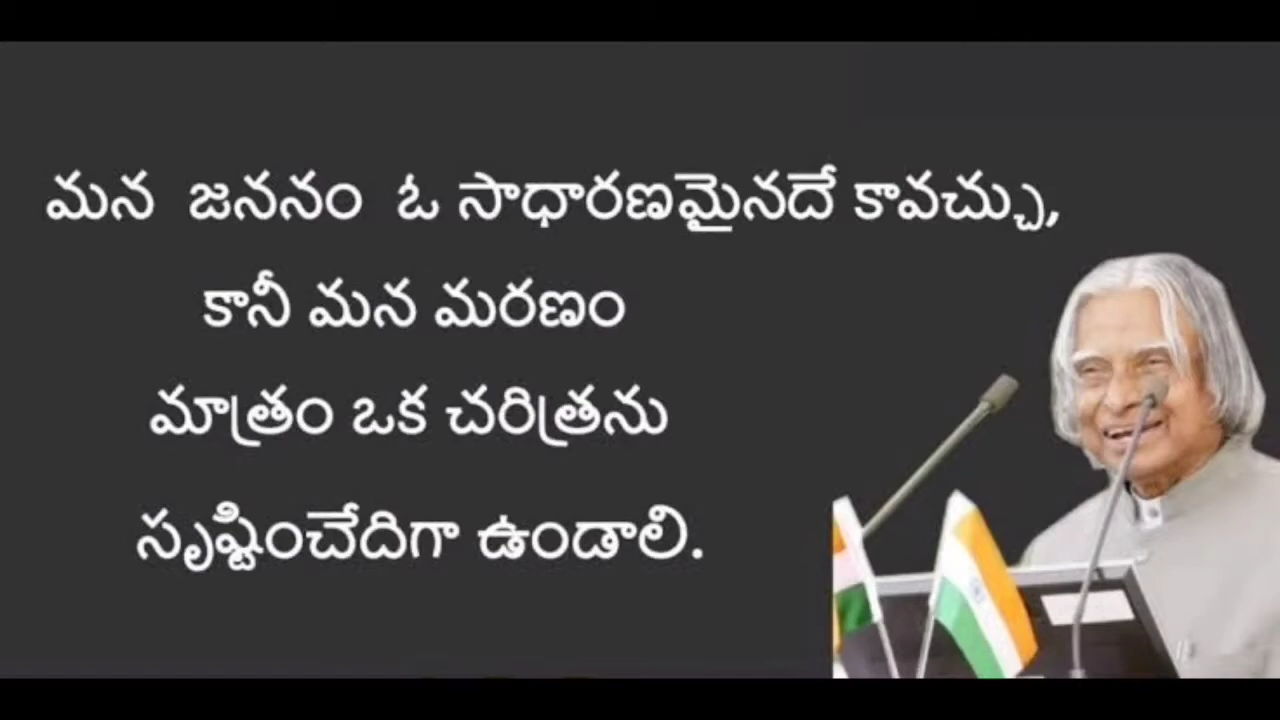 మన జననం ఓ సాధారణమైనదే కావచ్చు,
కానీ మన మరణం
మాత్రం ఒక చరిత్రను
సృష్టించేదిగా ఉండాలి.